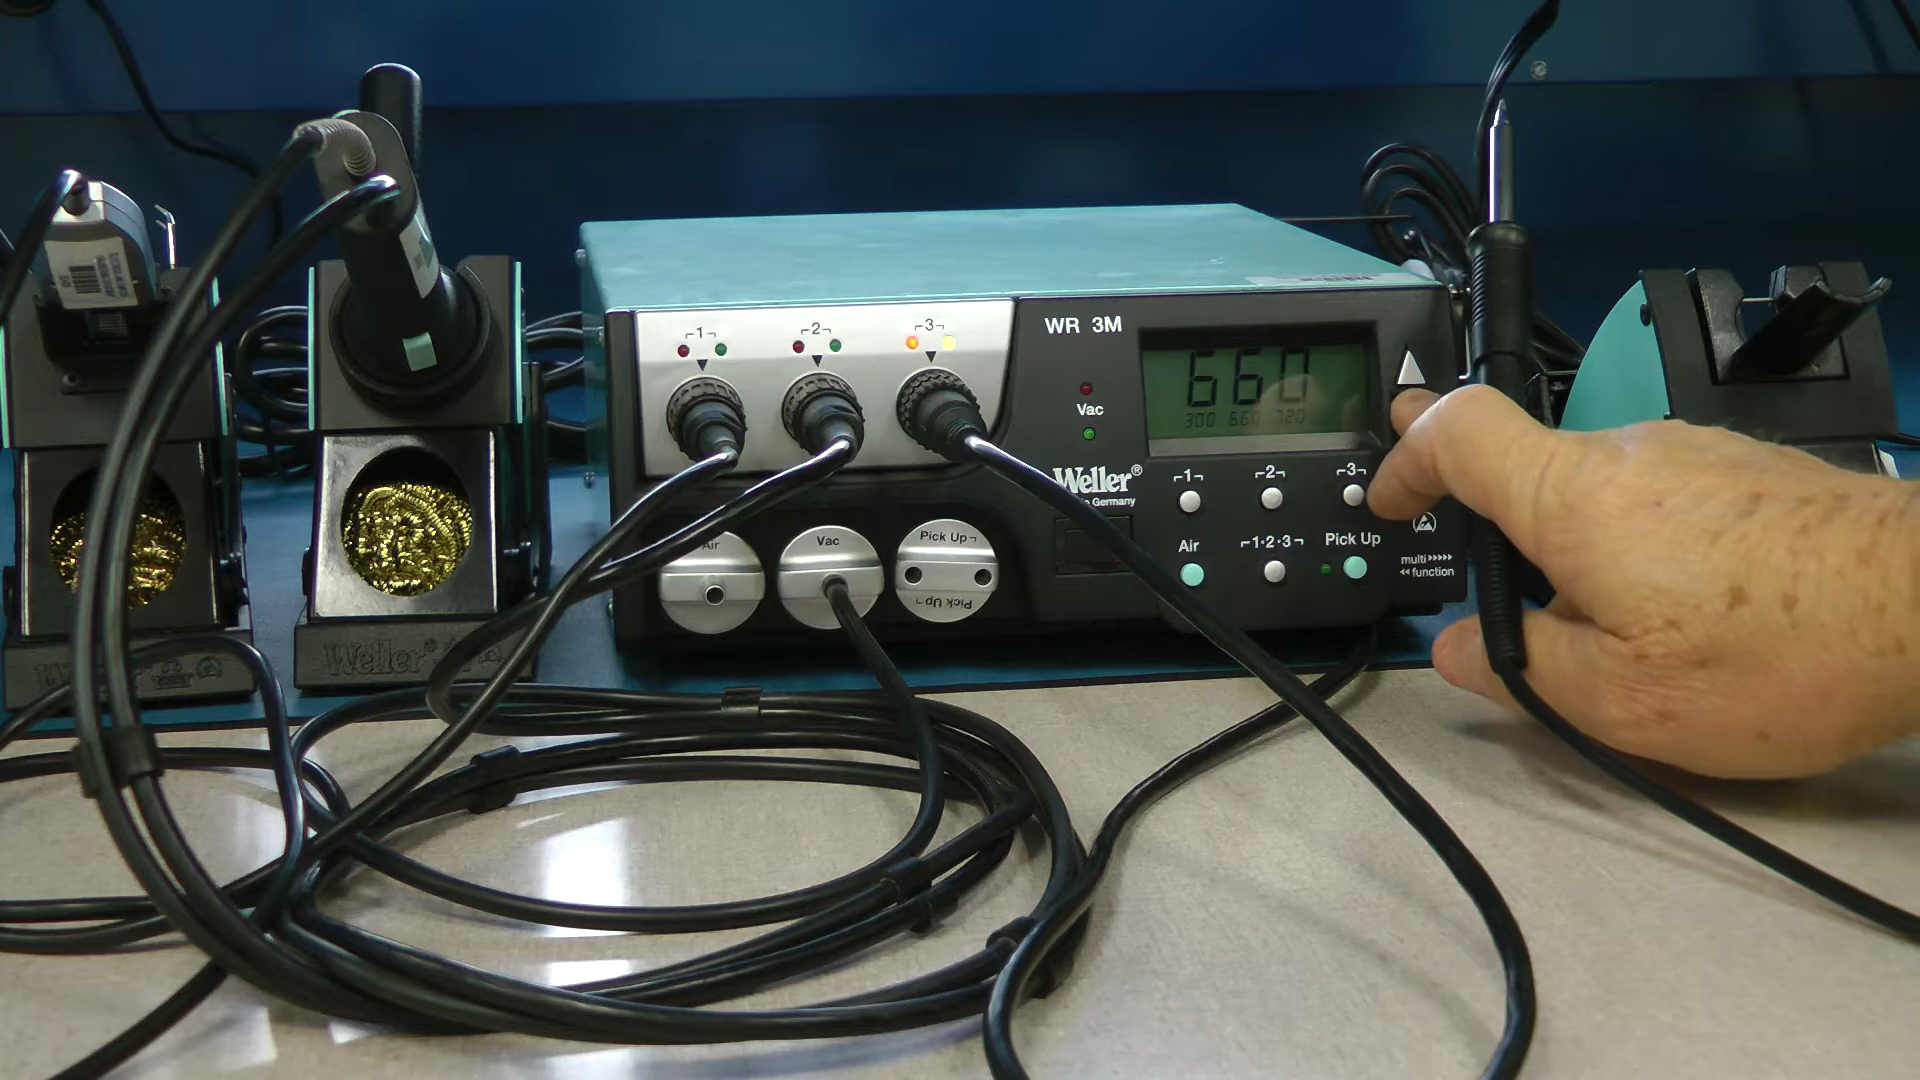 1
2
3
WR 3M
660
300 660 720
Vac
Weller®
Germany
1
2
3
Air
1·2·3
Pick Up
multi
function
Air
Vac
Pick Up
Pick Up
Weller®